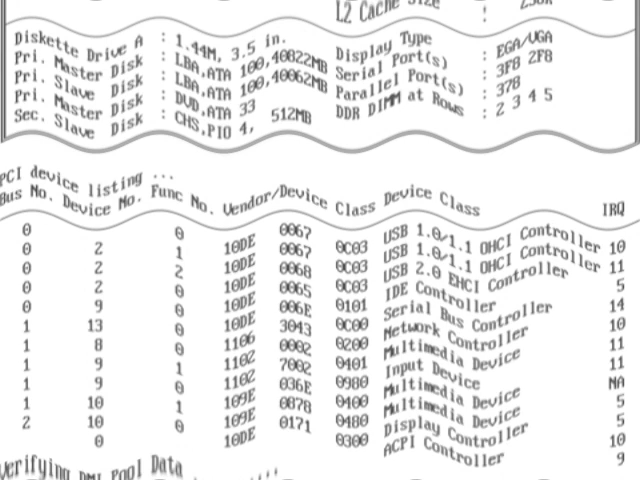 L2 Cache Size : 256K
Diskette Drive A : 1.44M, 3.5 in. Display Type : EGA/VGA
Pri. Master Disk : LBA,ATA 100,40822MB Serial Port(s) : 3F8 2F8
Pri. Slave Disk : LBA,ATA 100,40062MB Parallel Port(s) : 378
Pri. Master Disk : DVD,ATA 33 DDR DIMM at Rows : 2 3 4 5
Sec. Slave Disk : CHS,PIO 4, 512MB
PCI device listing ...
Bus No. Device No. Func No. Vendor/Device Class Device Class IRQ
0 2 0 10DE 0067 0C03 USB 1.0/1.1 OHCI Controller 10
0 2 1 10DE 0067 0C03 USB 1.0/1.1 OHCI Controller 11
0 2 2 10DE 0068 0C03 USB 2.0 EHCI Controller 5
0 9 0 10DE 0065 0101 IDE Controller 14
0 13 0 10DE 006E 0C00 Serial Bus Controller 10
1 8 0 1106 3043 0200 Network Controller 11
1 9 0 1102 0002 0401 Multimedia Device 11
1 9 1 1102 7002 0980 Input Device NA
1 10 0 109E 036E 0400 Multimedia Device 5
1 10 1 109E 0878 0480 Multimedia Device 5
2 0 0 10DE 0171 0300 Display Controller 10
ACPI Controller 9
Verifying DMI Pool Data ....